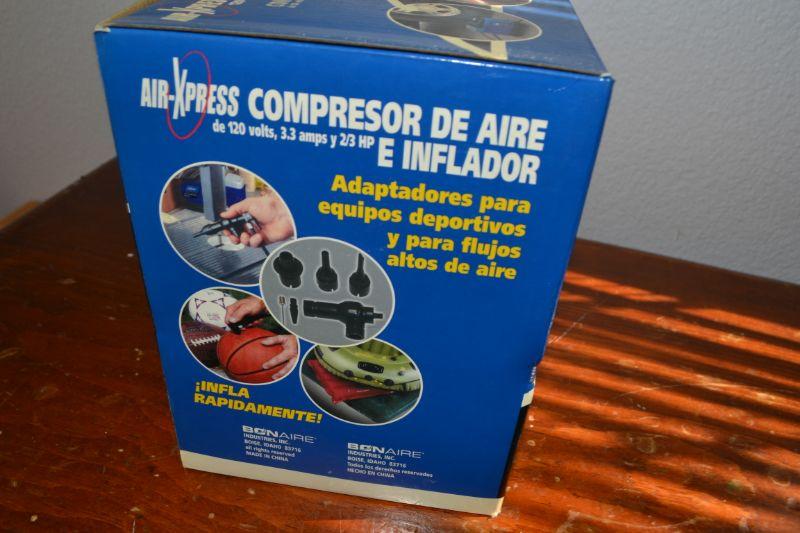 AIR-XPRESS
COMPRESOR DE AIRE
de 120 volts, 3.3 amps y 2/3 HP
E INFLADOR
Adaptadores para
equipos deportivos
y para flujos
altos de aire
¡INFLA
RAPIDAMENTE!
BONAIRE
INDUSTRIES, INC.
BOISE, IDAHO 83716
all rights reserved
MADE IN CHINA
BONAIRE
INDUSTRIES, INC.
BOISE, IDAHO 83716
Todos los derechos reservados
HECHO EN CHINA